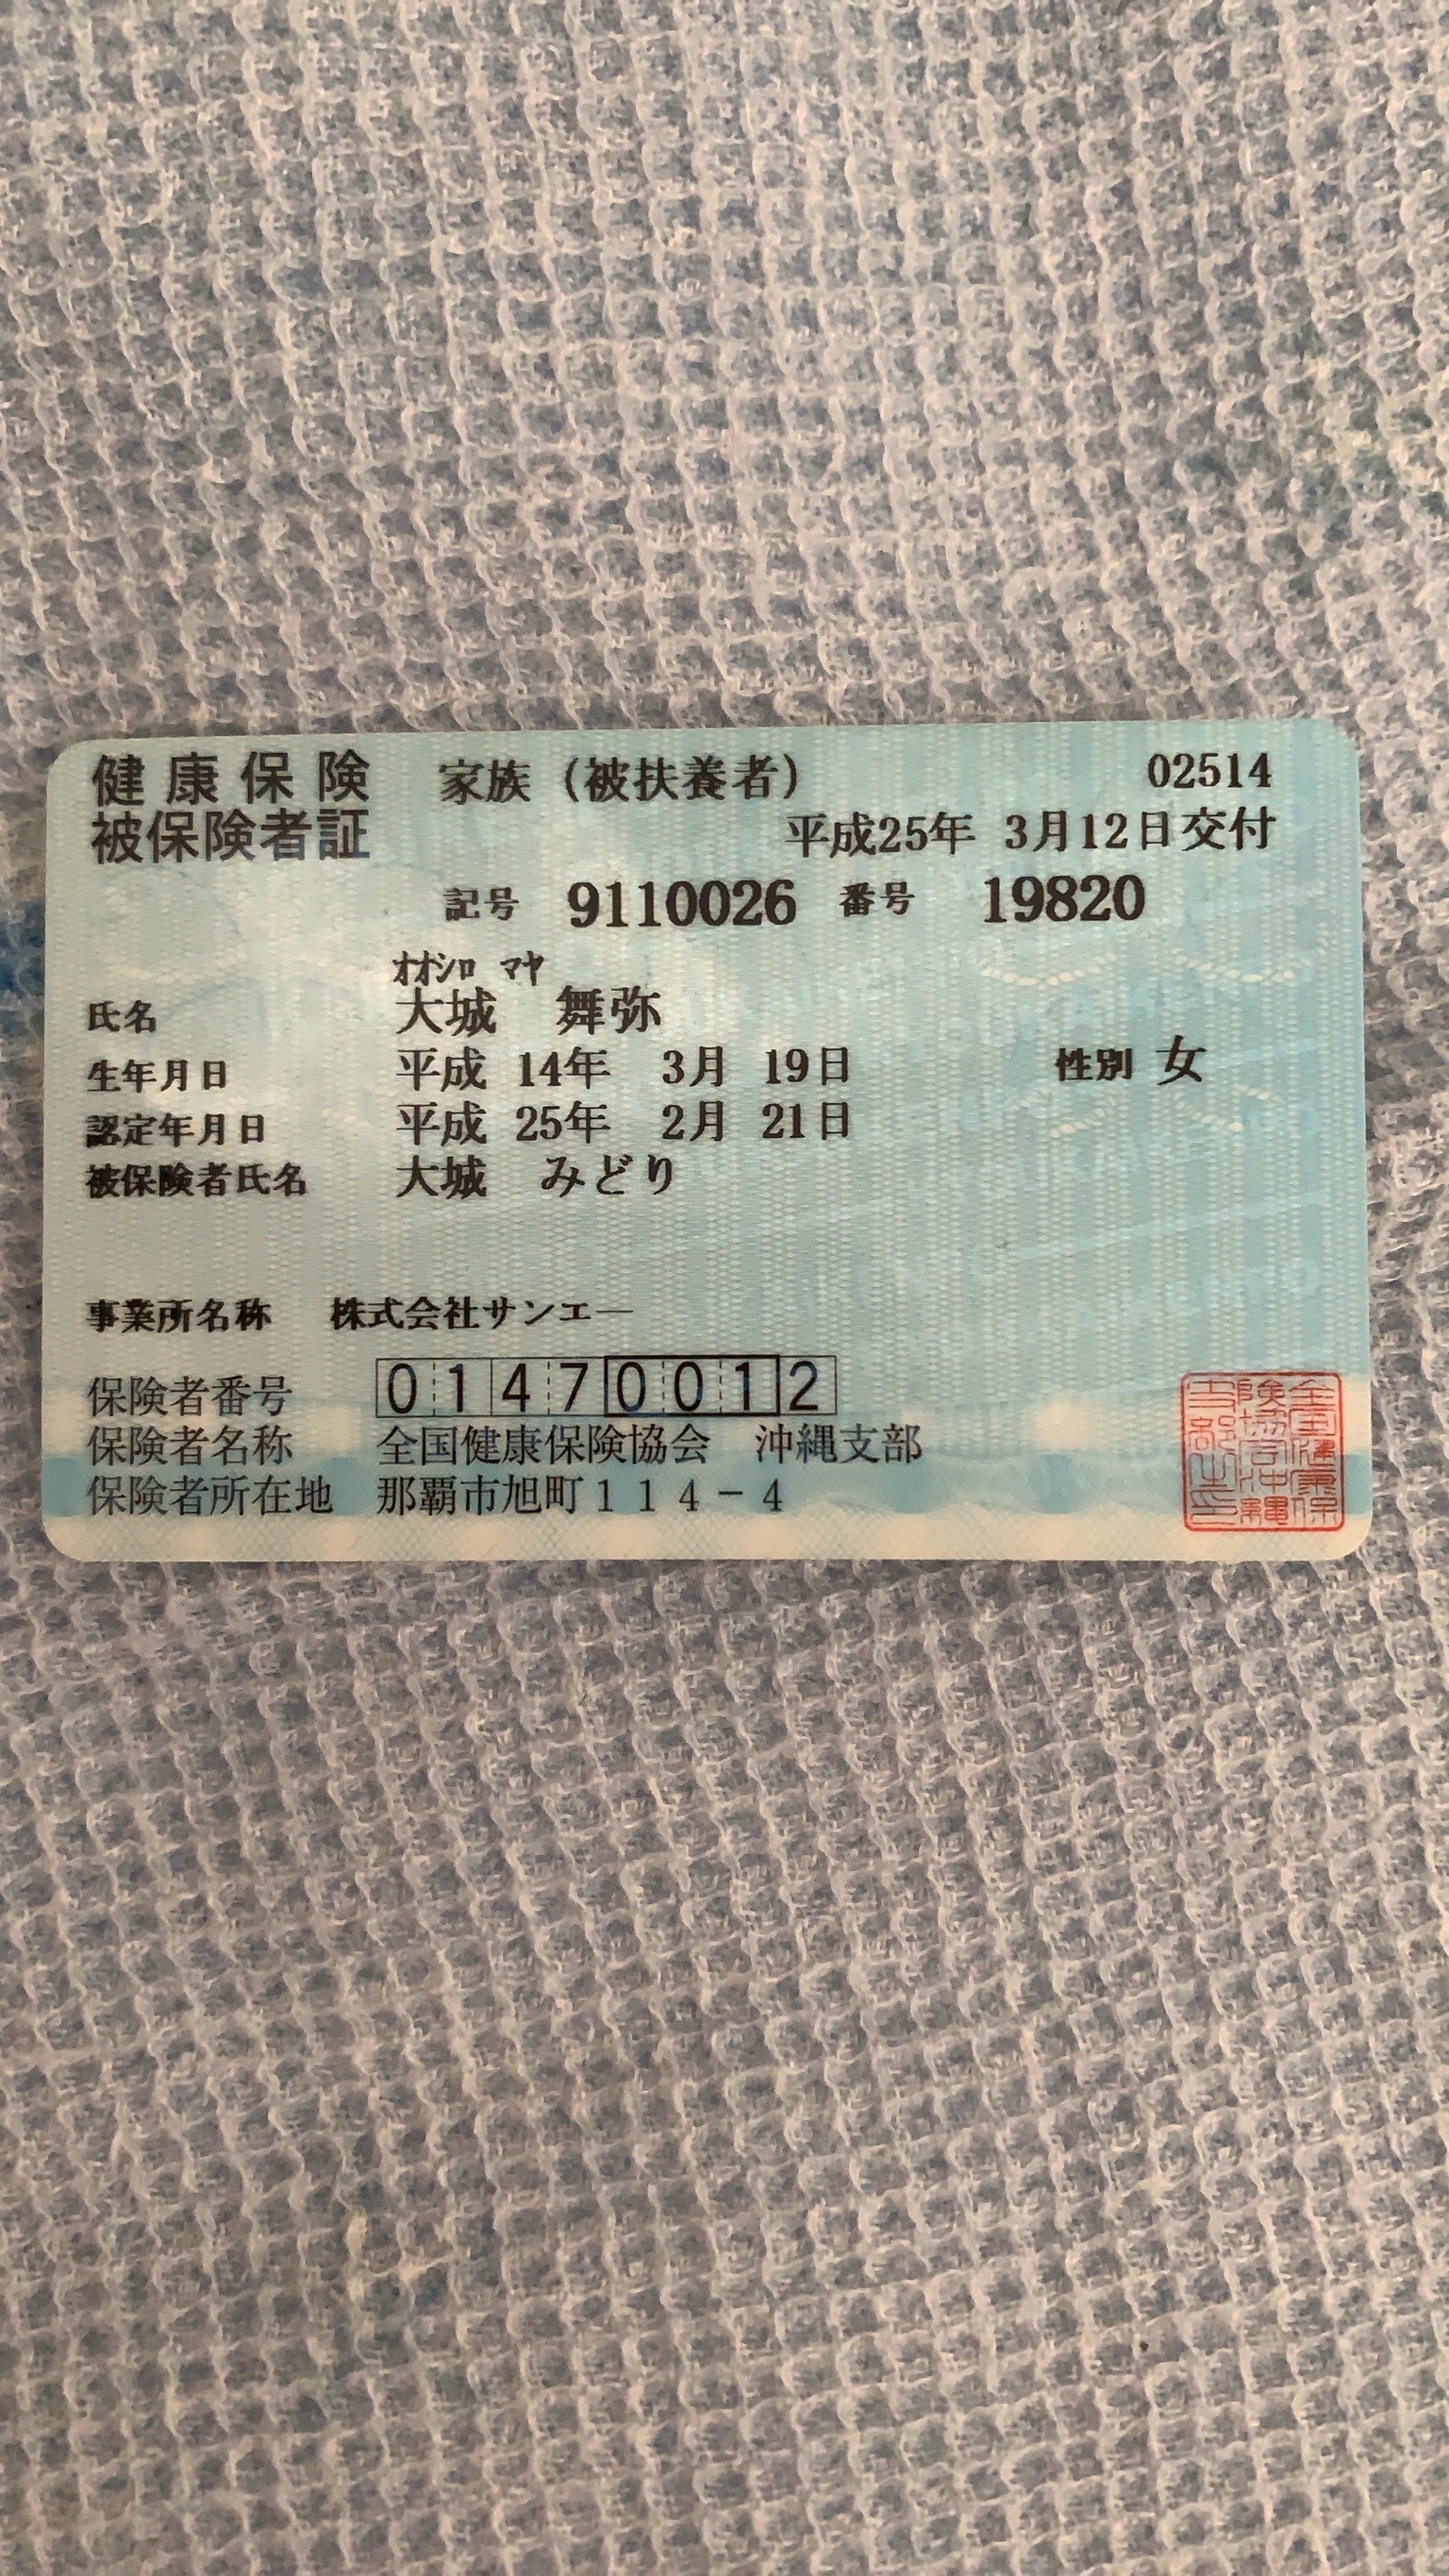 健康保険 家族（被扶養者） 02514
被保険者証 平成25年 3月12日交付
記号 9110026 番号 19820
ｵｵｼﾛ ﾏﾔ
氏名 大城 舞弥
生年月日 平成 14年 3月 19日 性別 女
認定年月日 平成 25年 2月 21日
被保険者氏名 大城 みどり
事業所名称 株式会社サンエー
保険者番号 01470012
保険者名称 全国健康保険協会 沖縄支部
保険者所在地 那覇市旭町１１４－４